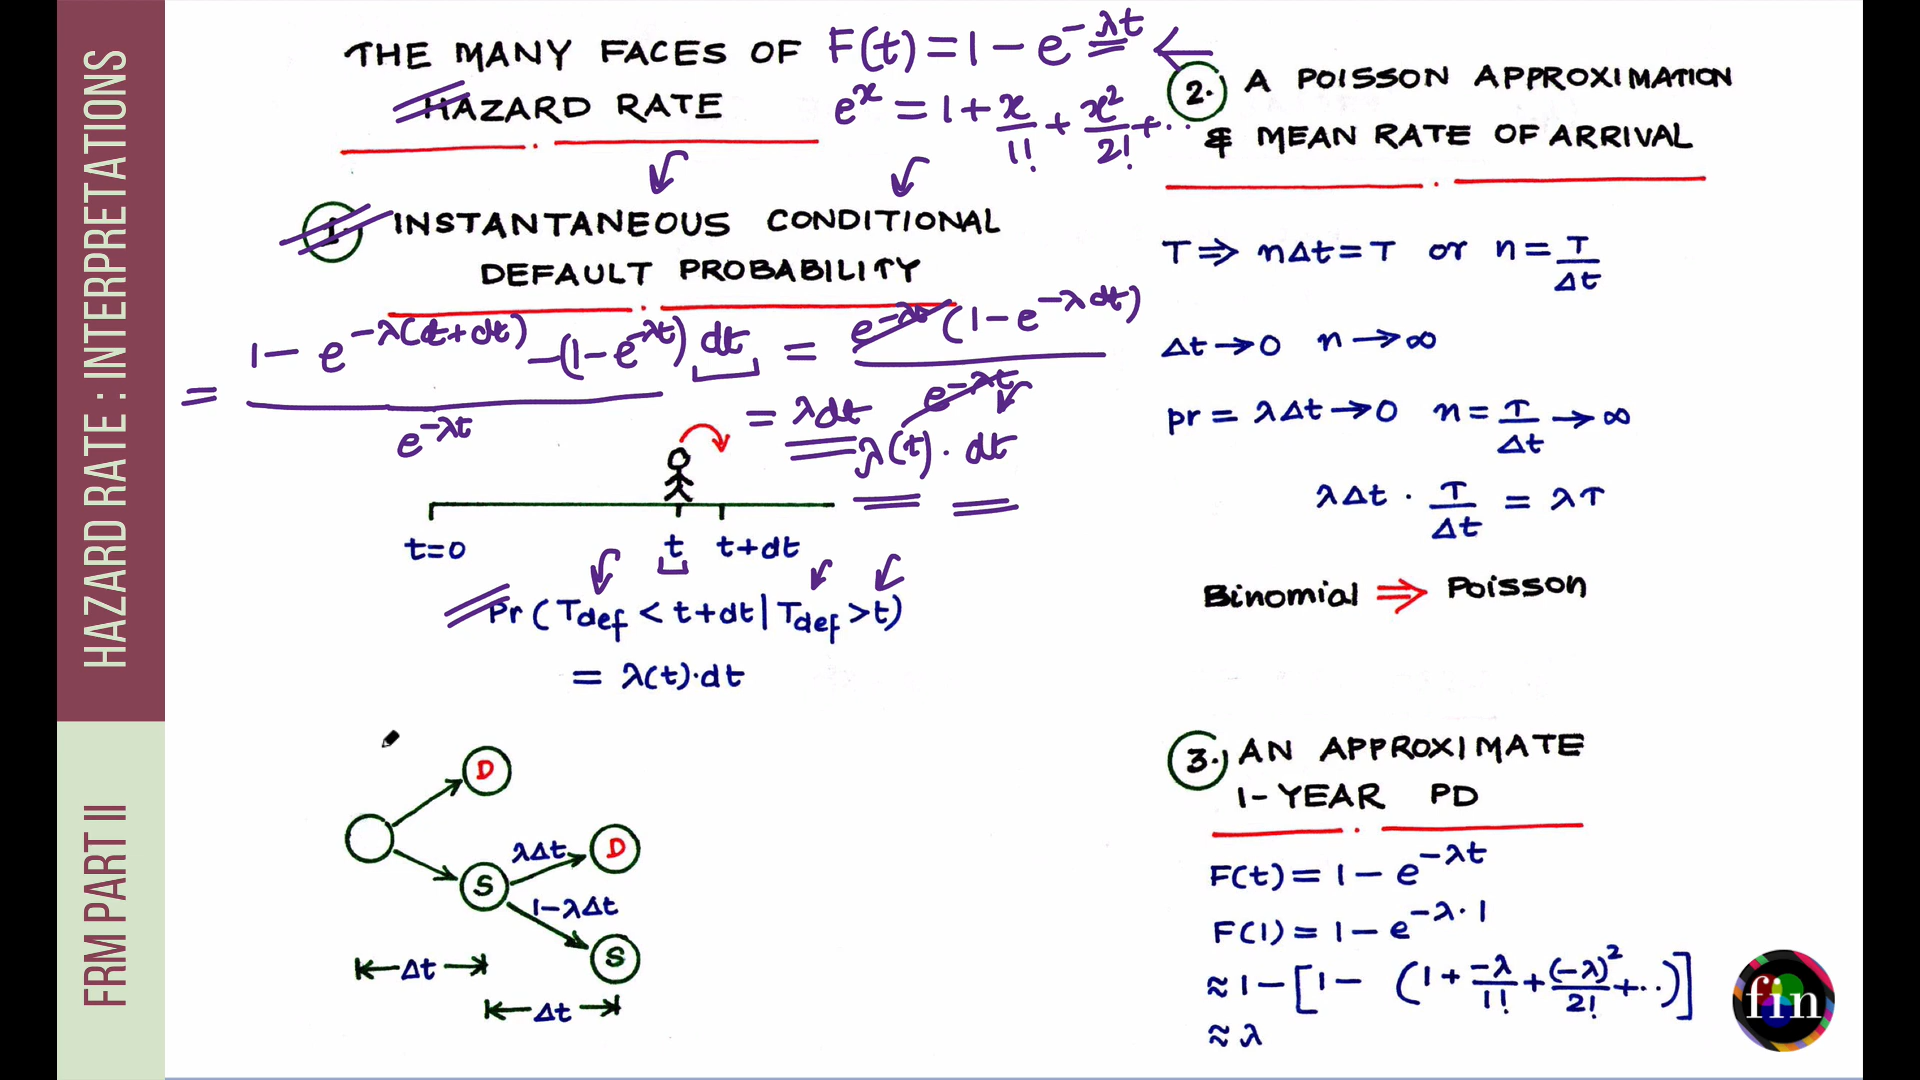 HAZARD RATE : INTERPRETATIONS
FRM PART II
THE MANY FACES OF
HAZARD RATE
F(t) = 1 - e^-λt
e^x = 1 + x/1! + x²/2! + ..
1. INSTANTANEOUS CONDITIONAL
DEFAULT PROBABILITY
= (1 - e^-λ(t+dt) - (1 - e^-λt))/e^-λt dt = e^-λt (1 - e^-λdt)/e^-λt
= λdt
λ(t) · dt
t=0 t t+dt
Pr ( Tdef < t+dt | Tdef > t )
= λ(t)·dt
D
S λΔt D
1-λΔt
S
Δt
Δt
2. A POISSON APPROXIMATION
& MEAN RATE OF ARRIVAL
T ⇒ nΔt = T or n = T/Δt
Δt → 0 n → ∞
pr = λΔt → 0 n = T/Δt → ∞
λΔt · T/Δt = λT
Binomial ⇒ Poisson
3. AN APPROXIMATE
1-YEAR PD
F(t) = 1 - e^-λt
F(1) = 1 - e^-λ·1
≈ 1 - [1 - (1 + -λ/1! + (-λ)²/2! + ..)]
≈ λ
fin